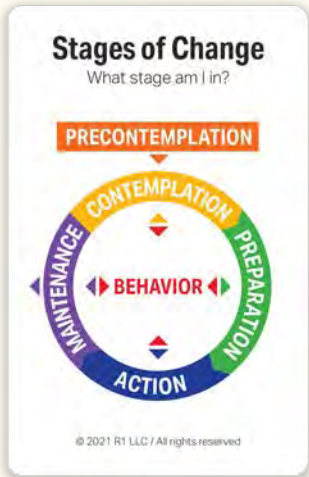 Stages of Change
What stage am I in?
PRECONTEMPLATION
CONTEMPLATION
MAINTENANCE
BEHAVIOR
PREPARATION
ACTION
© 2021 R1 LLC / All rights reserved